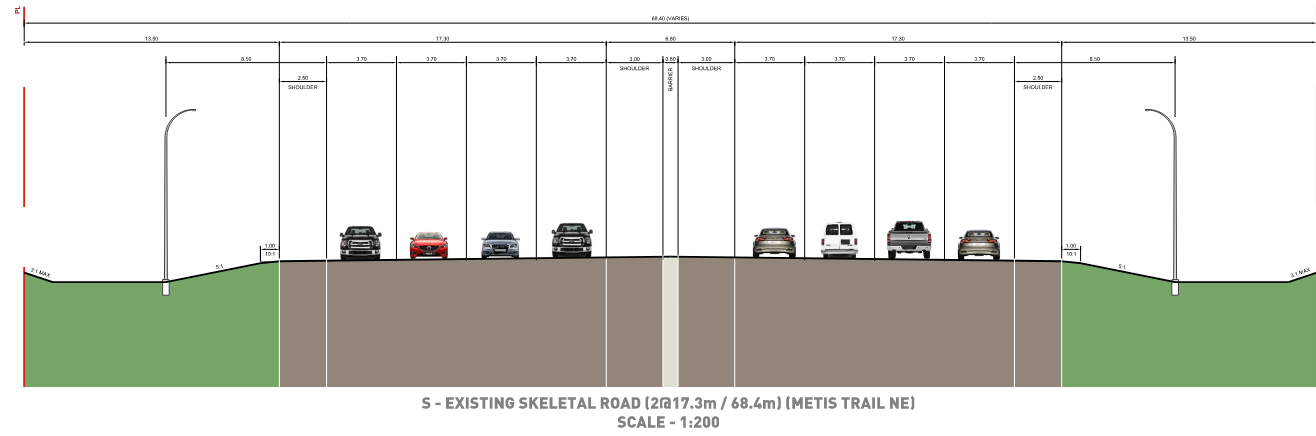 PL
68.40 (VARIES)
13.50 17.30 6.80 17.30 13.50
8.50 3.70 3.70 3.70 3.70 3.00 0.80 3.00 3.70 3.70 3.70 3.70 8.50
SHOULDER BARRIER SHOULDER
2.50 2.50
SHOULDER SHOULDER
1.00 1.00
10:1 10:1
3:1 MAX 5:1 5:1 3:1 MAX
S - EXISTING SKELETAL ROAD (2@17.3m / 68.4m) (METIS TRAIL NE)
SCALE - 1:200